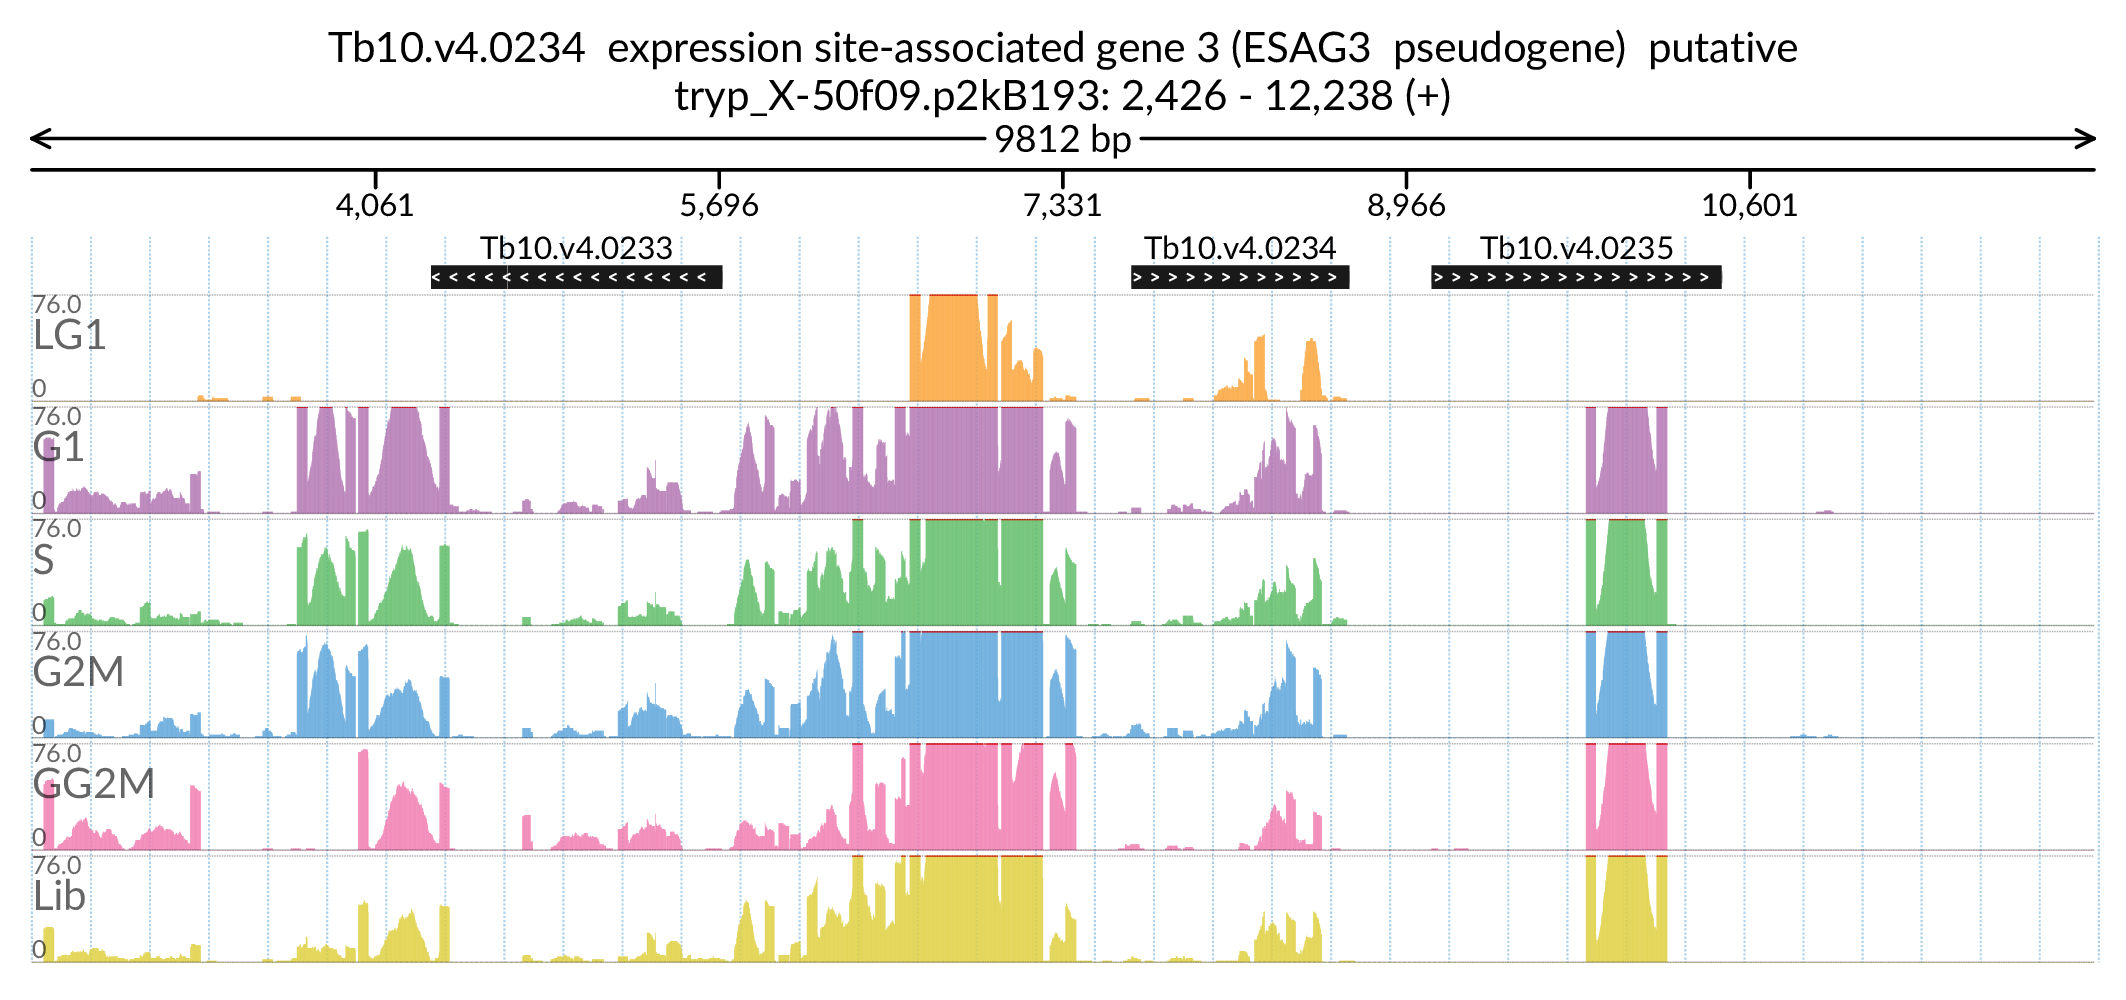 Tb10.v4.0234 expression site-associated gene 3 (ESAG3 pseudogene) putative
tryp_X-50f09.p2kB193: 2,426 - 12,238 (+)
9812 bp
4,061 5,696 7,331 8,966 10,601
Tb10.v4.0233 Tb10.v4.0234 Tb10.v4.0235
76.0
LG1
0
76.0
G1
0
76.0
S
0
76.0
G2M
0
76.0
GG2M
0
76.0
Lib
0